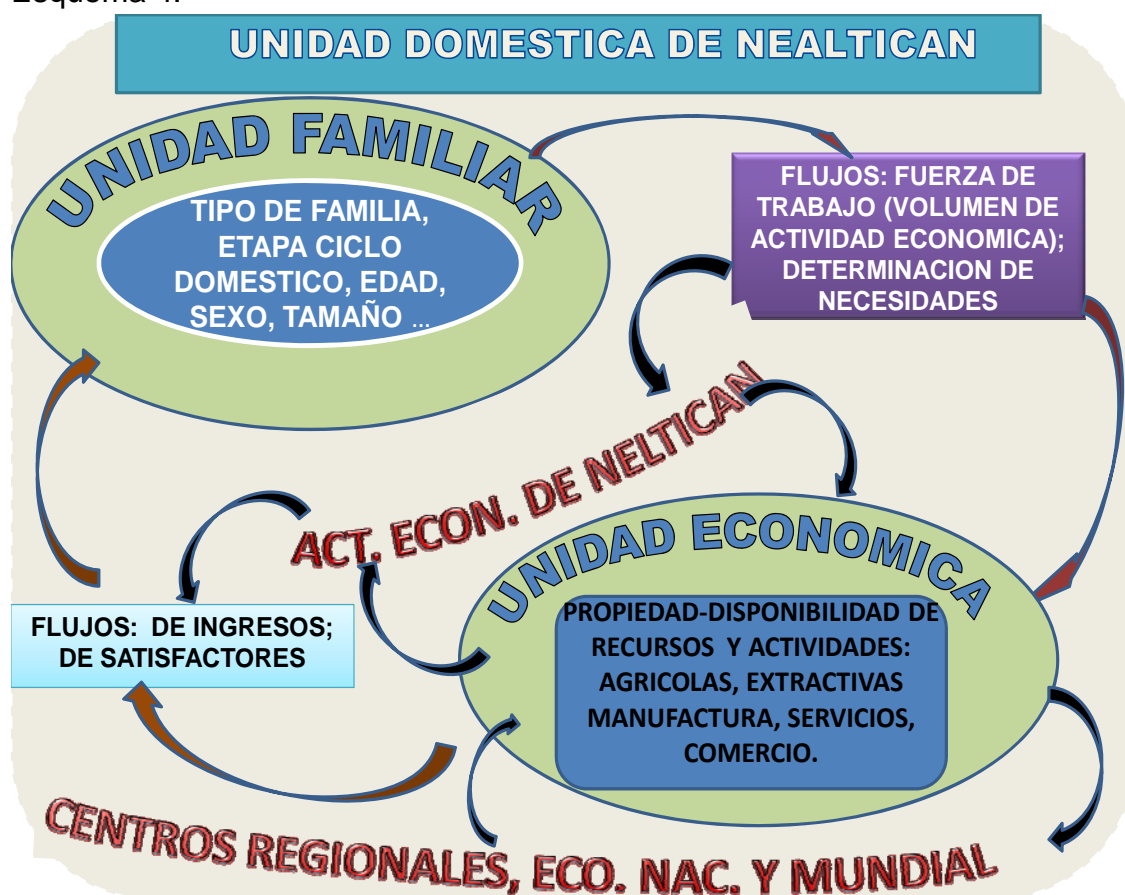 UNIDAD DOMESTICA DE NEALTICAN
UNIDAD FAMILIAR
TIPO DE FAMILIA,
ETAPA CICLO
DOMESTICO, EDAD,
SEXO, TAMAÑO ...
FLUJOS: FUERZA DE
TRABAJO (VOLUMEN DE
ACTIVIDAD ECONOMICA);
DETERMINACION DE
NECESIDADES
ACT. ECON. DE NELTICAN
UNIDAD ECONOMICA
PROPIEDAD-DISPONIBILIDAD DE
RECURSOS Y ACTIVIDADES:
AGRICOLAS, EXTRACTIVAS
MANUFACTURA, SERVICIOS,
COMERCIO.
FLUJOS: DE INGRESOS;
DE SATISFACTORES
CENTROS REGIONALES, ECO. NAC. Y MUNDIAL